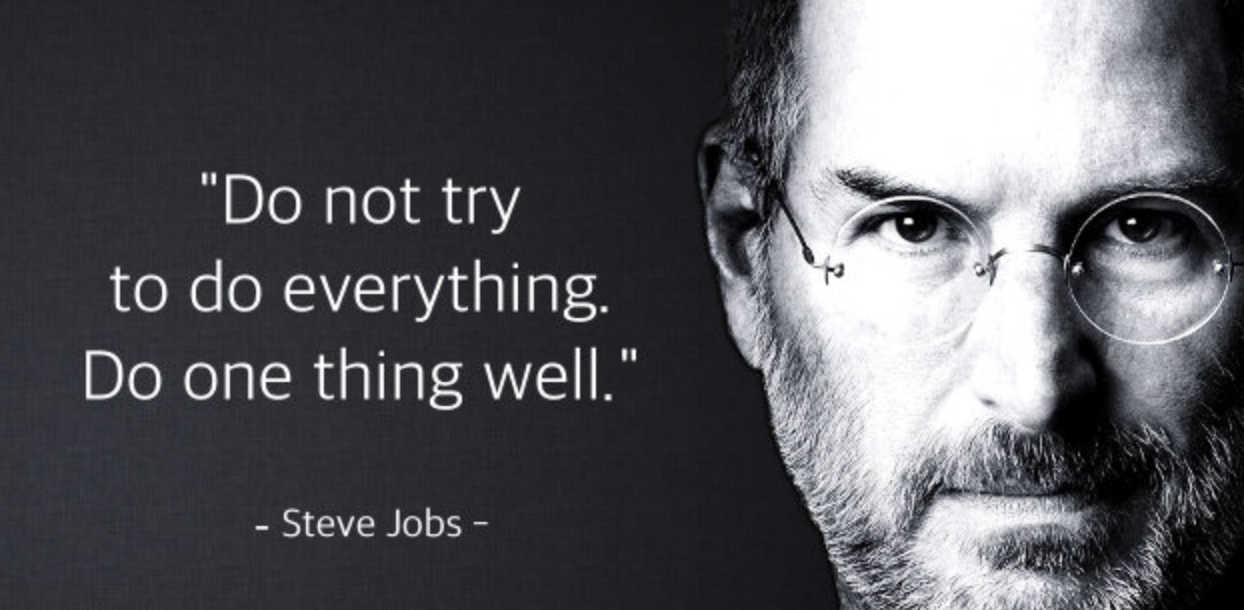 "Do not try
to do everything.
Do one thing well."
- Steve Jobs -